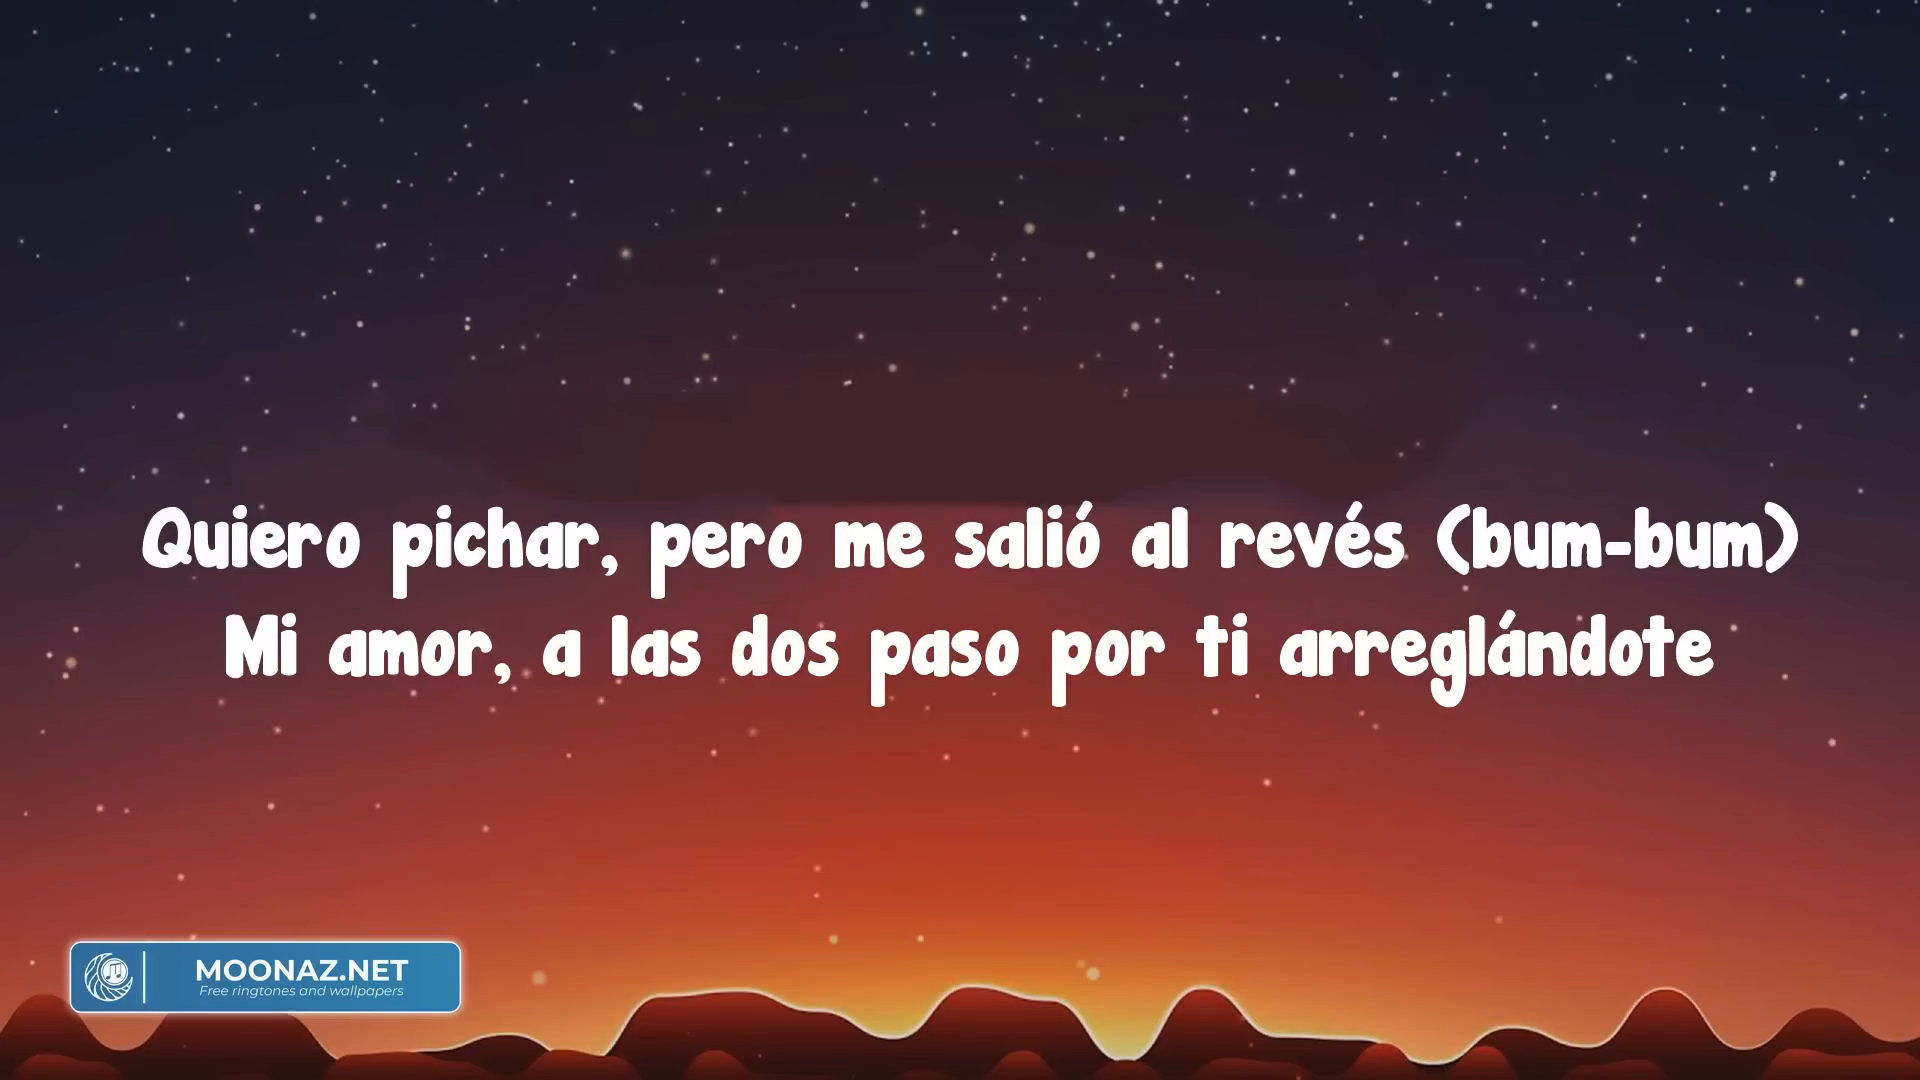 Quiero pichar, pero me salió al revés (bum-bum)
Mi amor, a las dos paso por ti arreglándote
MOONAZ.NET
Free ringtones and wallpapers